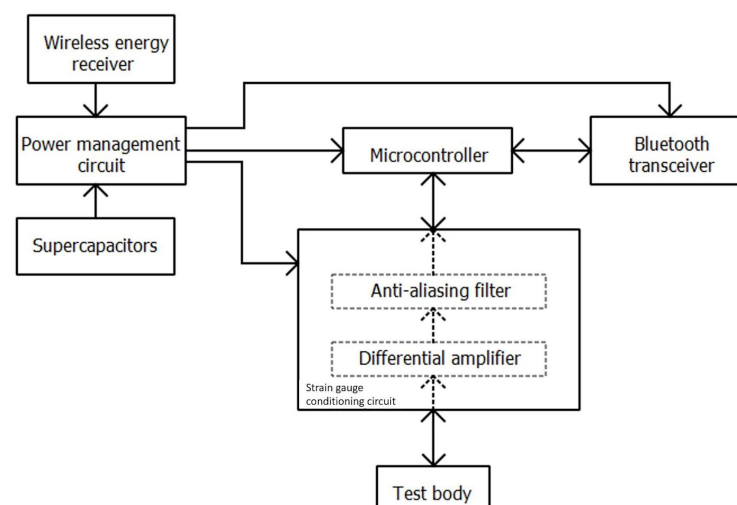 Wireless energy
receiver
Power management
circuit
Microcontroller
Bluetooth
transceiver
Supercapacitors
Anti-aliasing filter
Differential amplifier
Strain gauge
conditioning circuit
Test body